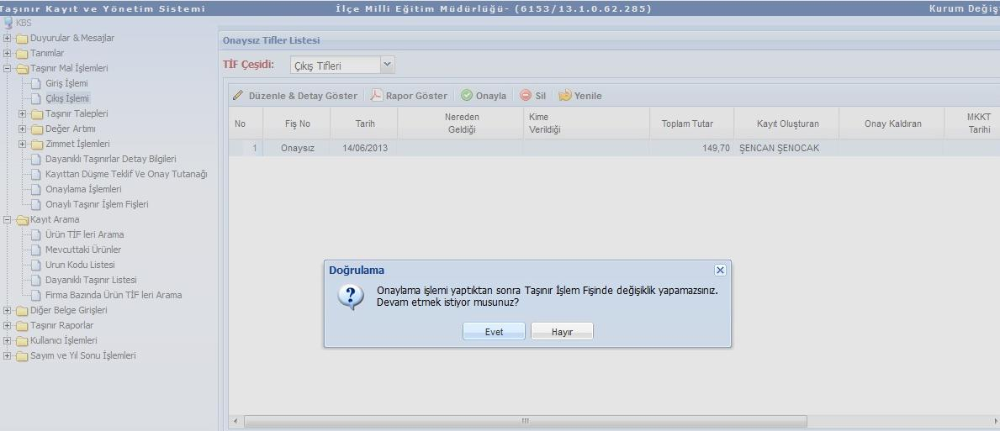 Taşınır Kayıt ve Yönetim Sistemi
İlçe Milli Eğitim Müdürlüğü- (6153/13.1.0.62.285)
Kurum Değiş
KBS
Duyurular & Mesajlar
Tanımlar
Taşınır Mal İşlemleri
Giriş İşlemi
Çıkış İşlemi
Taşınır Talepleri
Değer Artımı
Zimmet İşlemleri
Dayanıklı Taşınırlar Detay Bilgileri
Kayıttan Düşme Teklif Ve Onay Tutanağı
Onaylama İşlemleri
Onaylı Taşınır İşlem Fişleri
Kayıt Arama
Ürün TİF leri Arama
Mevcuttaki Ürünler
Urun Kodu Listesi
Dayanıklı Taşınır Listesi
Firma Bazında Ürün TİF leri Arama
Diğer Belge Girişleri
Taşınır Raporlar
Kullanıcı İşlemleri
Sayım ve Yıl Sonu İşlemleri
Onaysız Tifler Listesi
TİF Çeşidi: Çıkış Tifleri
Düzenle & Detay Göster Rapor Göster Onayla Sil Yenile
No Fiş No Tarih Nereden Geldiği Kime Verildiği Toplam Tutar Kayıt Oluşturan Onay Kaldıran MKKT Tarihi
1 Onaysız 14/06/2013 149,70 ŞENCAN ŞENOCAK
Doğrulama
Onaylama işlemi yaptıktan sonra Taşınır İşlem Fişinde değişiklik yapamazsınız.
Devam etmek istiyor musunuz?
Evet Hayır